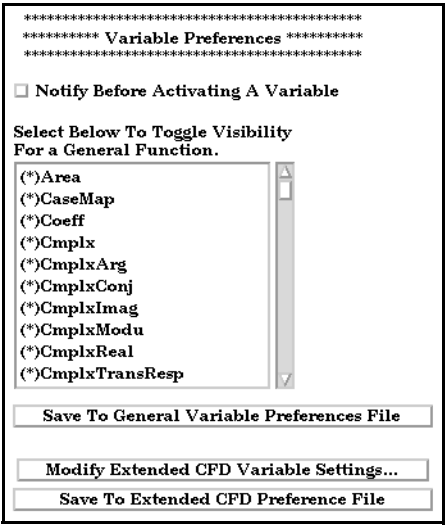 ********************************************
********** Variable Preferences **********
********************************************
Notify Before Activating A Variable
Select Below To Toggle Visibility
For a General Function.
(*)Area
(*)CaseMap
(*)Coeff
(*)Cmplx
(*)CmplxArg
(*)CmplxConj
(*)CmplxImag
(*)CmplxModu
(*)CmplxReal
(*)CmplxTransResp
Save To General Variable Preferences File
Modify Extended CFD Variable Settings...
Save To Extended CFD Preference File